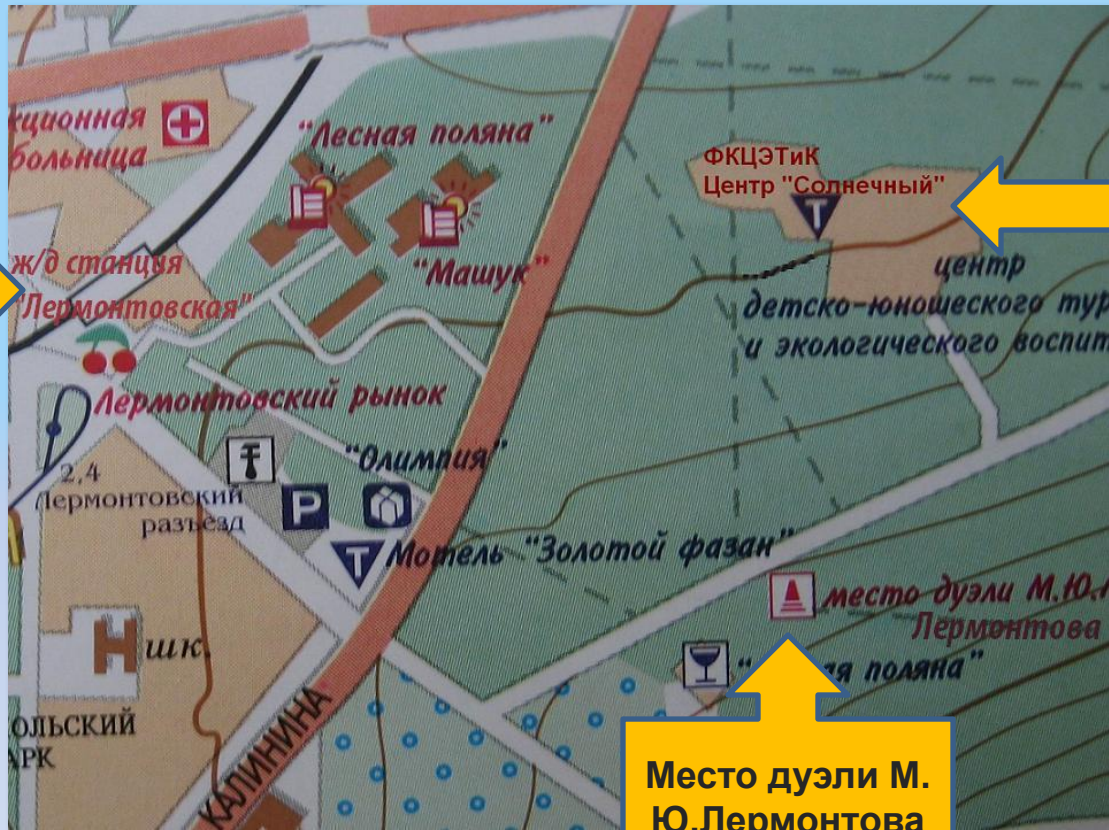 кционная
больница
"Лесная поляна"
ФКЦЭТиК
Центр "Солнечный"
"Машук"
ж/д станция
"Лермонтовская"
центр
детско-юношеского тур
и экологического воспит
Лермонтовский рынок
"Олимпия"
2,4
Лермонтовский
разъезд
P
T
T
Мотель "Золотой фазан"
место дуэли М.Ю.
Лермонтова
шк.
поляна"
ОЛЬСКИЙ
АРК
КАЛИНИНА
Место дуэли М.
Ю.Лермонтова